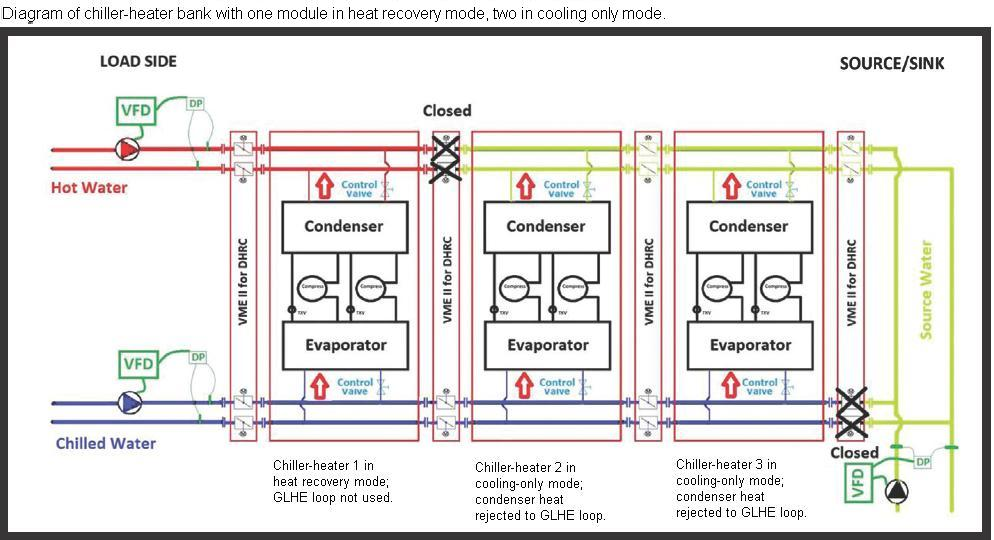 Diagram of chiller-heater bank with one module in heat recovery mode, two in cooling only mode.
LOAD SIDE
SOURCE/SINK
VFD
DP
Closed
M
M
M
M
Hot Water
Control
Valve
Control
Valve
Control
Valve
Condenser
Condenser
Condenser
VME II for DHRC
VME II for DHRC
VME II for DHRC
VME II for DHRC
Source Water
Compress
Compress
Compress
Compress
Compress
Compress
TXV
TXV
TXV
TXV
TXV
TXV
Evaporator
Evaporator
Evaporator
VFD
DP
Control
Valve
Control
Valve
Control
Valve
M
M
M
M
Chilled Water
Closed
M
M
M
M
DP
VFD
Chiller-heater 1 in
heat recovery mode;
GLHE loop not used.
Chiller-heater 2 in
cooling-only mode;
condenser heat
rejected to GLHE loop.
Chiller-heater 3 in
cooling-only mode;
condenser heat
rejected to GLHE loop.